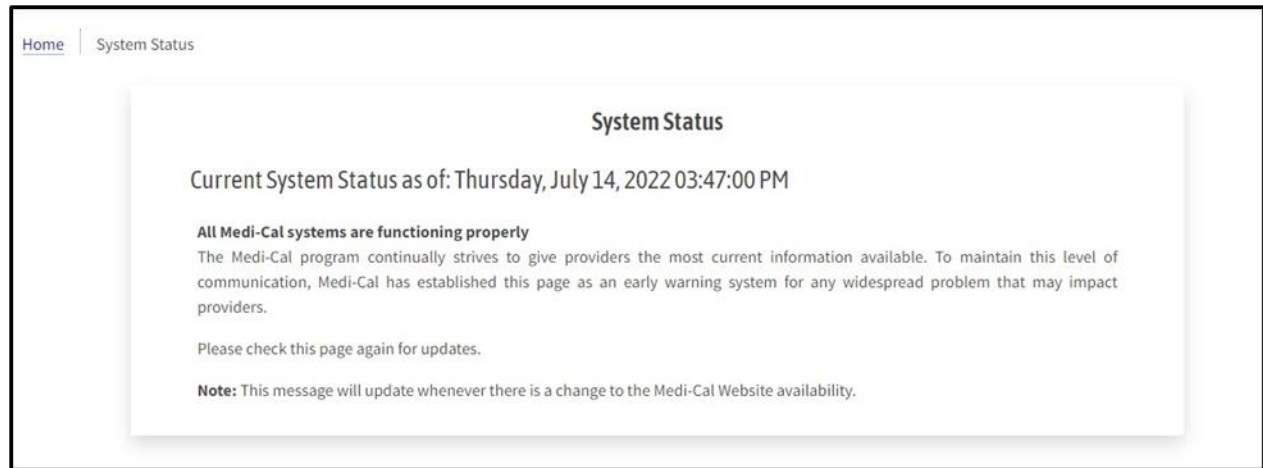 Home System Status
System Status
Current System Status as of: Thursday, July 14, 2022 03:47:00 PM
All Medi-Cal systems are functioning properly
The Medi-Cal program continually strives to give providers the most current information available. To maintain this level of
communication, Medi-Cal has established this page as an early warning system for any widespread problem that may impact
providers.
Please check this page again for updates.
Note: This message will update whenever there is a change to the Medi-Cal Website availability.